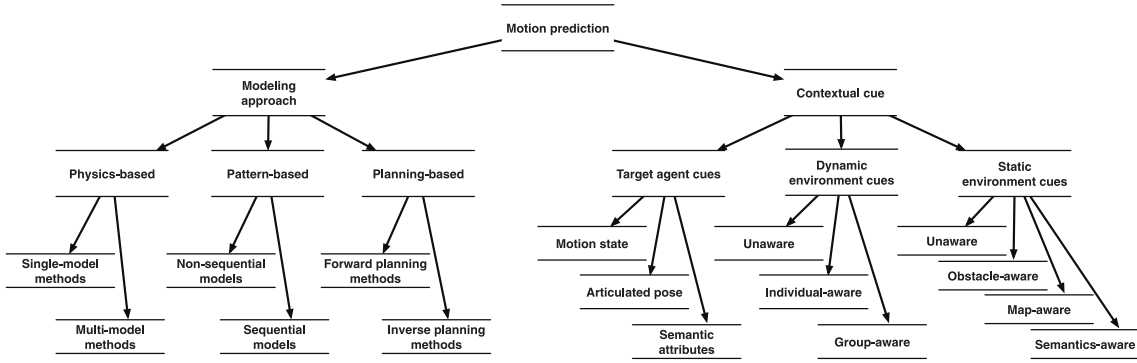 Motion prediction
Modeling
approach
Contextual cue
Physics-based
Pattern-based
Planning-based
Target agent cues
Dynamic
environment cues
Static
environment cues
Single-model
methods
Non-sequential
models
Forward planning
methods
Motion state
Unaware
Unaware
Obstacle-aware
Articulated pose
Individual-aware
Map-aware
Multi-model
methods
Sequential
models
Inverse planning
methods
Semantic
attributes
Group-aware
Semantics-aware